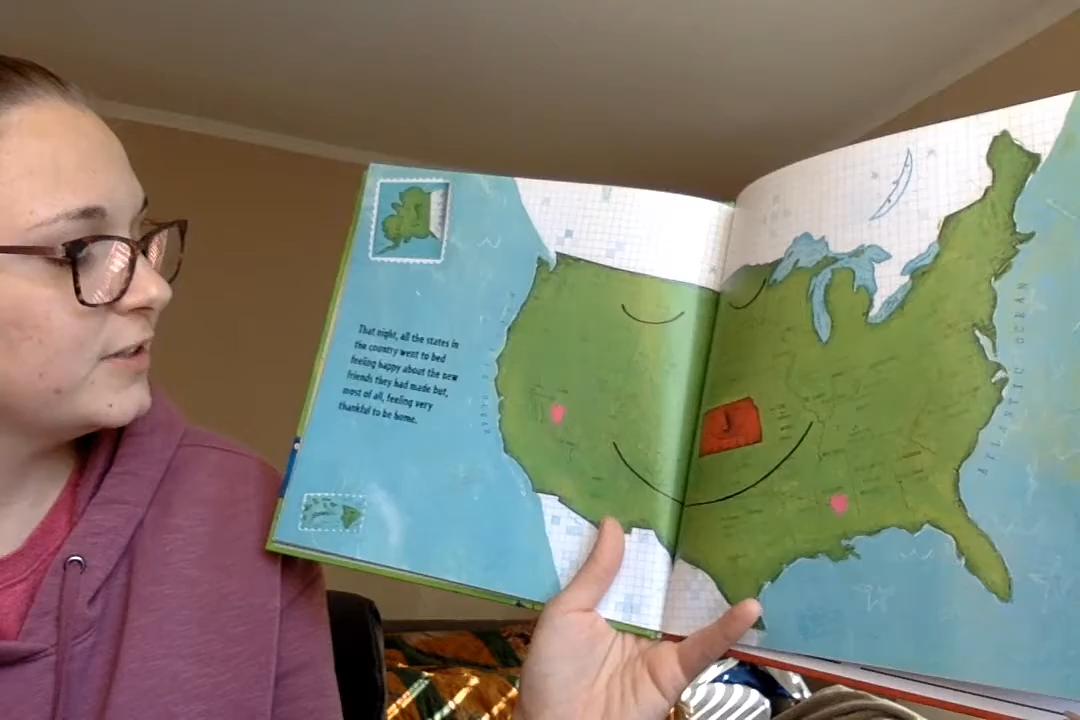 That night, all the states in
the country went to bed
feeling happy about the new
friends they had made but,
most of all, feeling very
thankful to be home.
ATLANTIC OCEAN